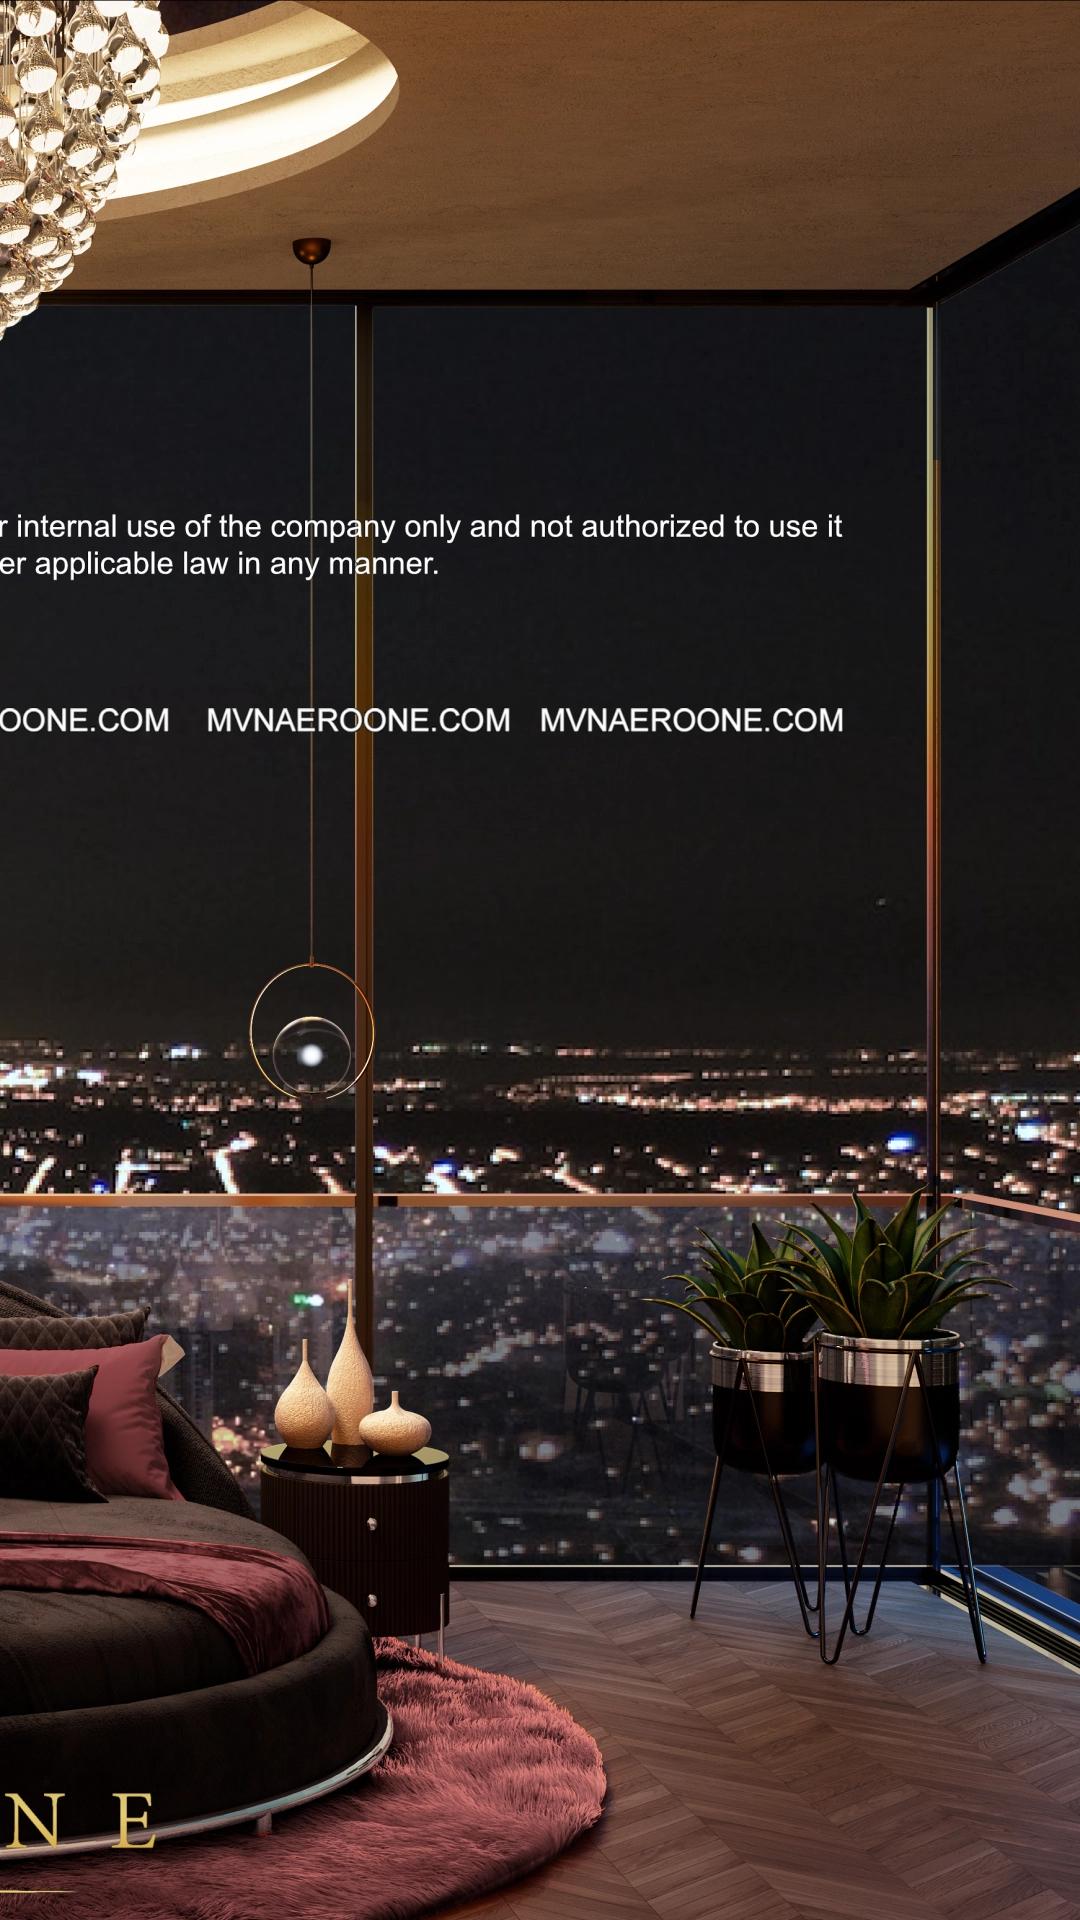 internal use of the company only and not authorized to use it
applicable law in any manner.
OONE.COM MVNAEROONE.COM MVNAEROONE.COM
N E